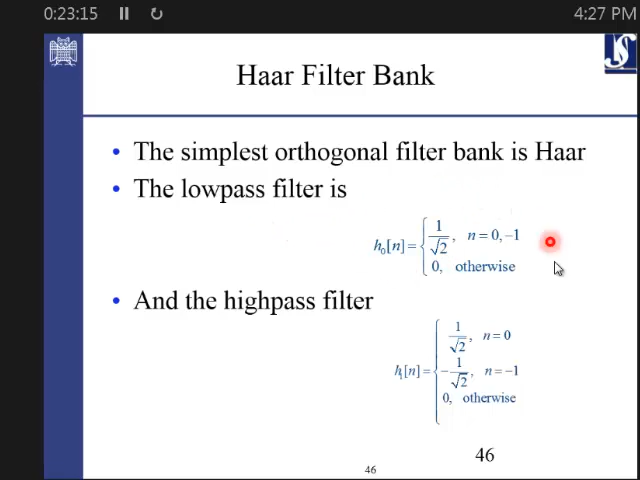 0:23:15 4:27 PM
Haar Filter Bank
• The simplest orthogonal filter bank is Haar
• The lowpass filter is
h₀[n] = { 1/√2, n = 0, −1
0, otherwise
• And the highpass filter
h₁[n] = { 1/√2, n = 0
−1/√2, n = −1
0, otherwise
46
46